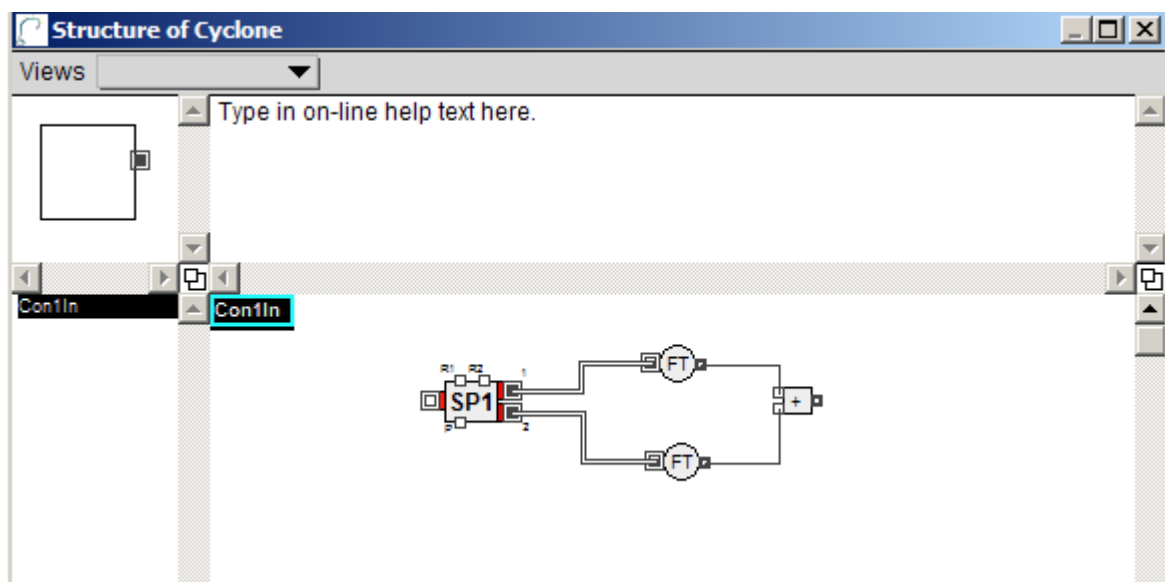 Structure of Cyclone
Views
Type in on-line help text here.
Con1In
Con1In
R1 R2 1
FT
SP1
+
P 2
FT